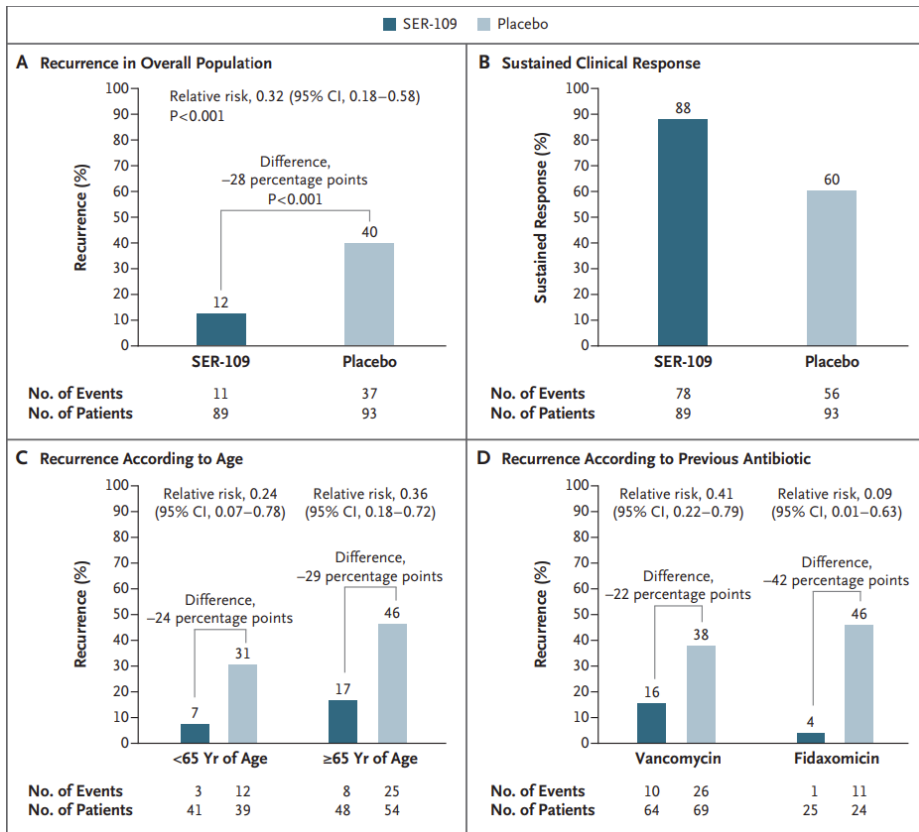 SER-109 Placebo
A Recurrence in Overall Population
Relative risk, 0.32 (95% CI, 0.18–0.58)
P<0.001
Difference,
–28 percentage points
P<0.001
Recurrence (%)
100
90
80
70
60
50
40
30
20
10
0
12
40
SER-109 Placebo
No. of Events 11 37
No. of Patients 89 93
B Sustained Clinical Response
Sustained Response (%)
100
90
80
70
60
50
40
30
20
10
0
88
60
SER-109 Placebo
No. of Events 78 56
No. of Patients 89 93
C Recurrence According to Age
Relative risk, 0.24
(95% CI, 0.07–0.78)
Relative risk, 0.36
(95% CI, 0.18–0.72)
Difference,
–24 percentage points
Difference,
–29 percentage points
Recurrence (%)
100
90
80
70
60
50
40
30
20
10
0
7
31
17
46
<65 Yr of Age ≥65 Yr of Age
No. of Events 3 12 8 25
No. of Patients 41 39 48 54
D Recurrence According to Previous Antibiotic
Relative risk, 0.41
(95% CI, 0.22–0.79)
Relative risk, 0.09
(95% CI, 0.01–0.63)
Difference,
–22 percentage points
Difference,
–42 percentage points
Recurrence (%)
100
90
80
70
60
50
40
30
20
10
0
16
38
4
46
Vancomycin Fidaxomicin
No. of Events 10 26 1 11
No. of Patients 64 69 25 24